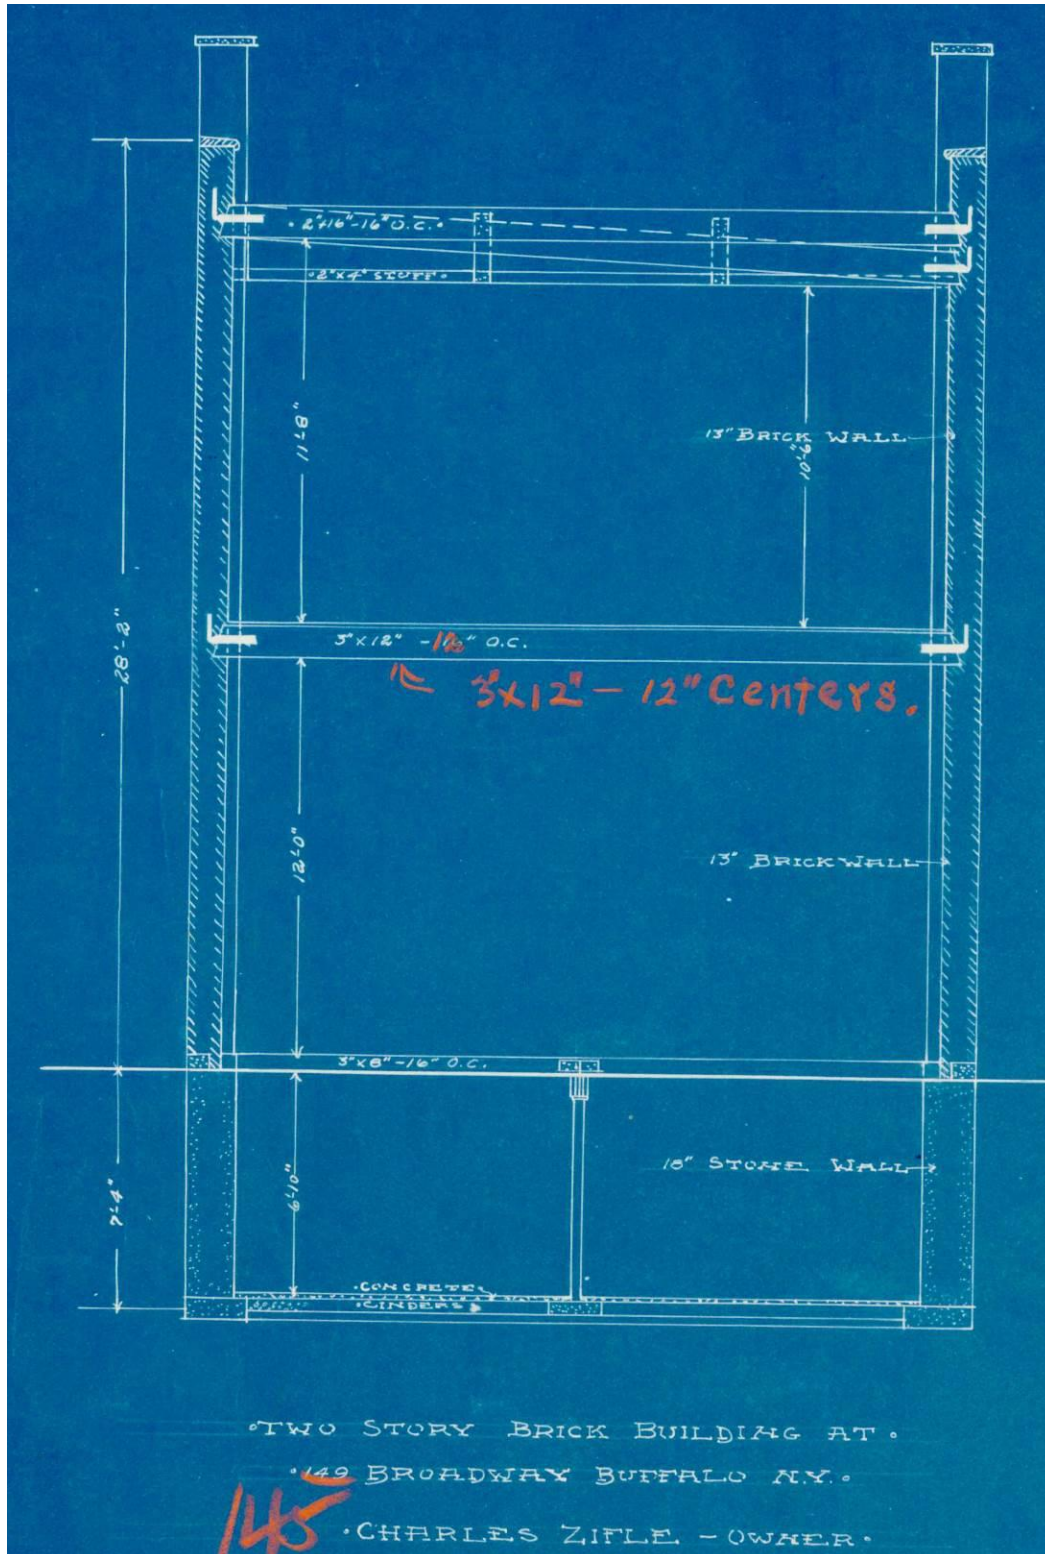 • 2"x16"-16" O.C. •
• 2"x4" STUFF •
11'-8"
13" BRICK WALL
10'-6"
28'-2"
3"x12" - 12" O.C.
3"x12" - 12" Centers.
12'-0"
13" BRICK WALL
3"x8"-16" O.C.
18" STONE WALL
7'-4"
6'-10"
• CONCRETE •
• CINDERS
• TWO STORY BRICK BUILDING AT •
• 149 BROADWAY BUFFALO N.Y. •
145
• CHARLES ZIFLE - OWNER •